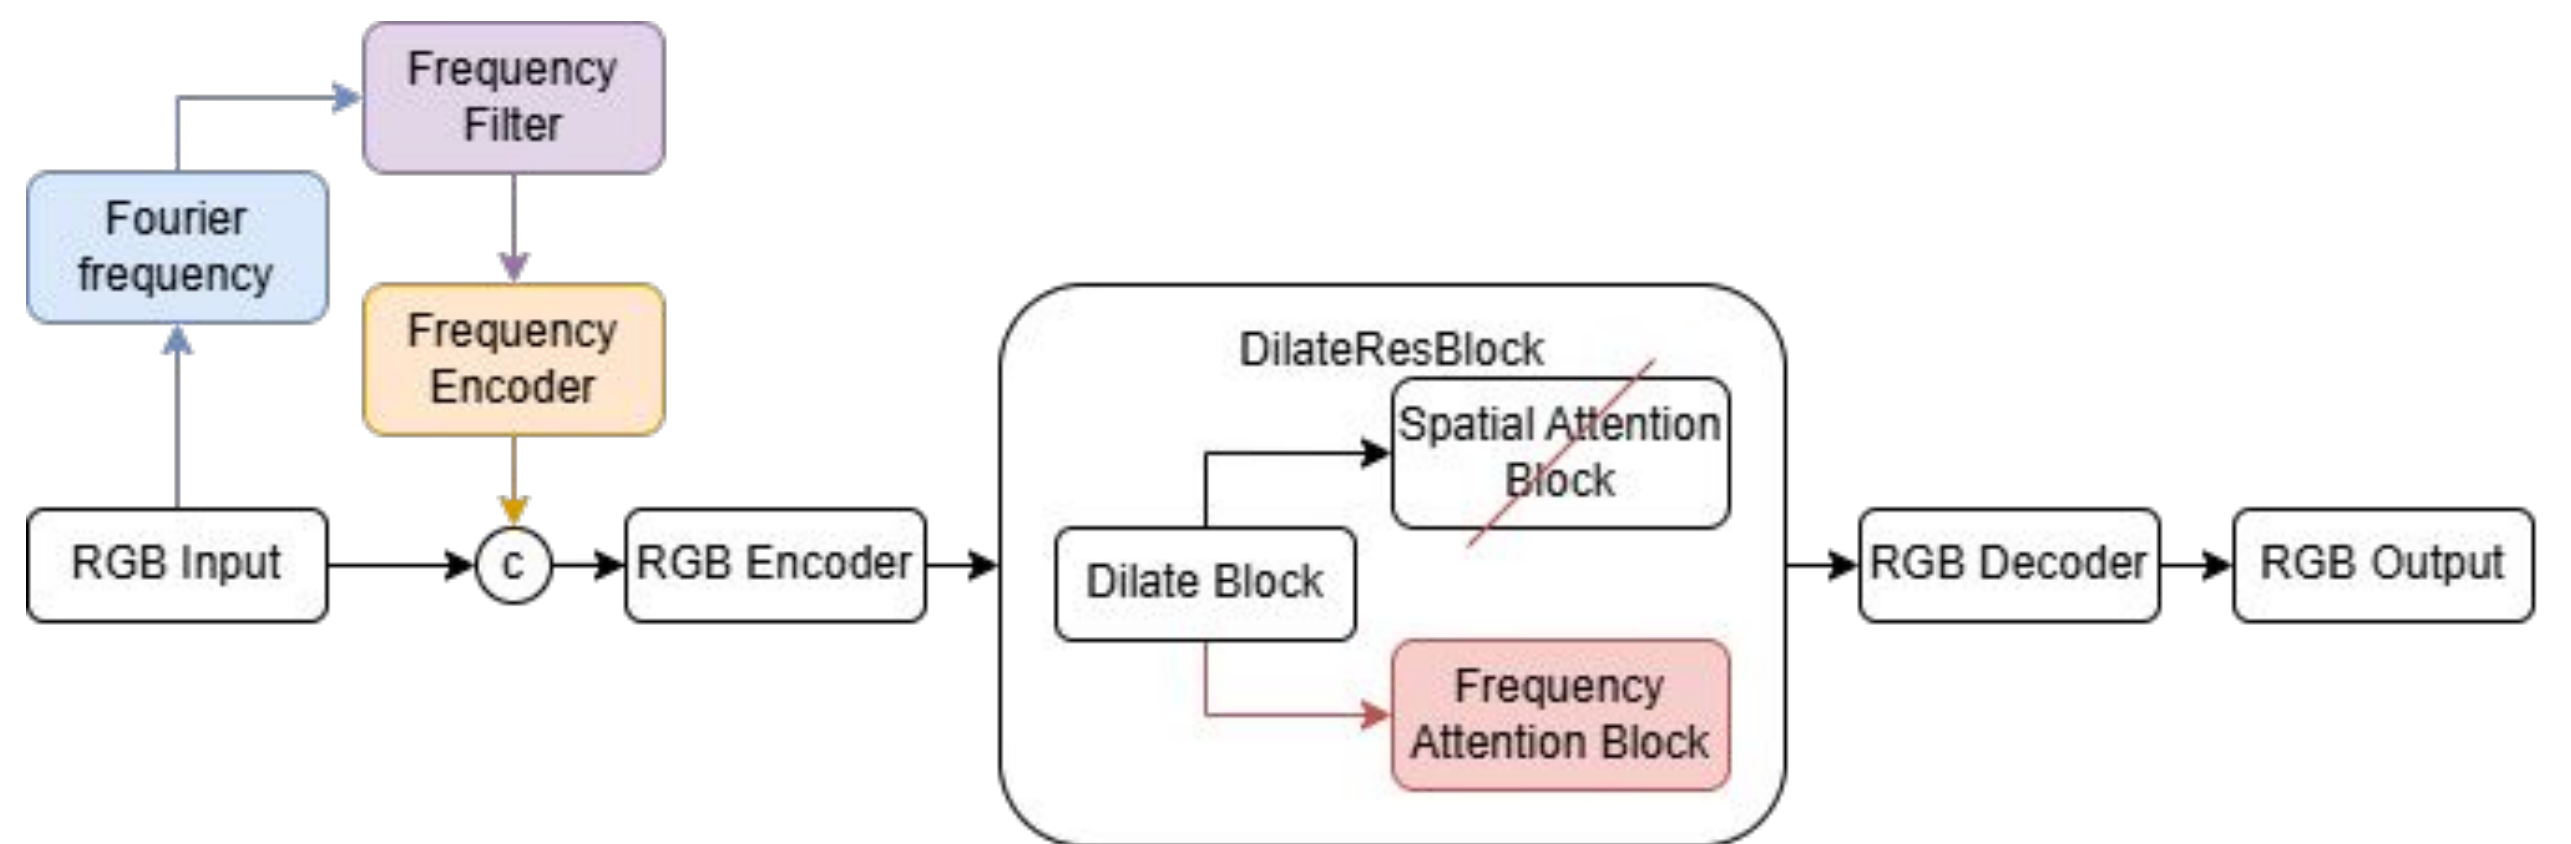 Frequency
Filter
Fourier
frequency
Frequency
Encoder
RGB Input
c
RGB Encoder
DilateResBlock
Spatial Attention
Block
Dilate Block
Frequency
Attention Block
RGB Decoder
RGB Output